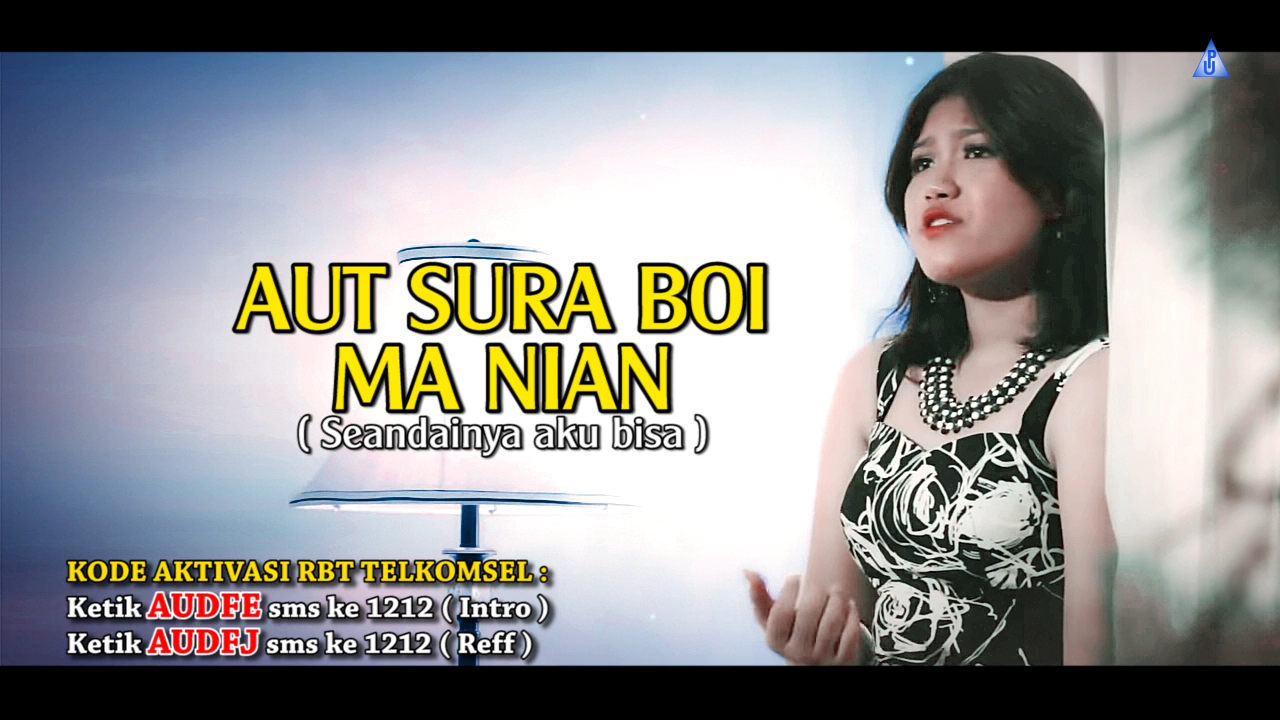 PU
AUT SURA BOI
MA NIAN
( Seandainya aku bisa )
KODE AKTIVASI RBT TELKOMSEL :
Ketik AUDFE sms ke 1212 ( Intro )
Ketik AUDFJ sms ke 1212 ( Reff )